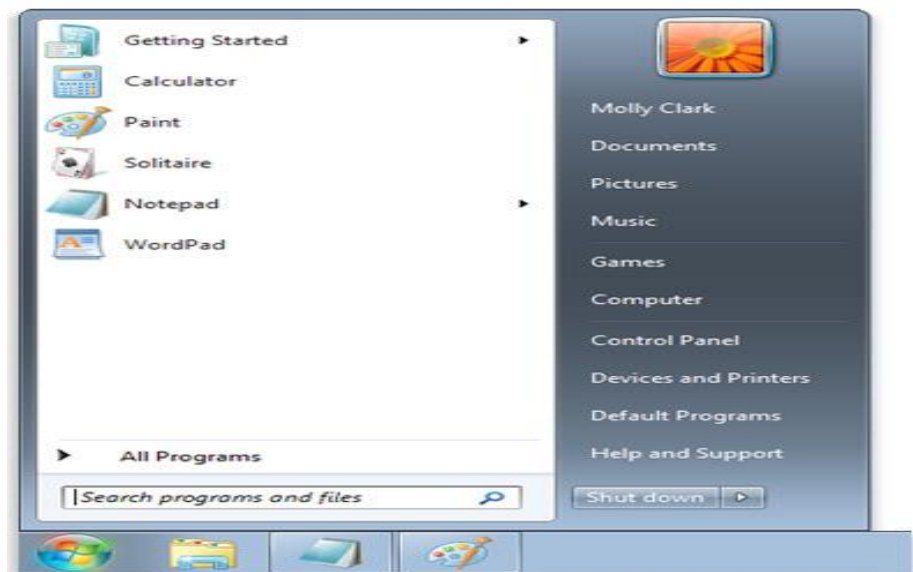 Getting Started
Calculator
Paint
Solitaire
Notepad
WordPad
All Programs
Search programs and files
Molly Clark
Documents
Pictures
Music
Games
Computer
Control Panel
Devices and Printers
Default Programs
Help and Support
Shut down